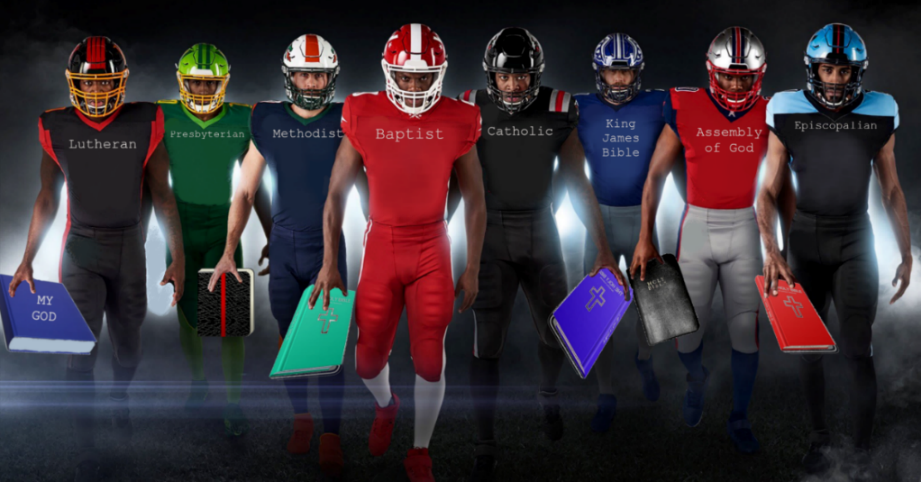 Lutheran
Presbyterian
Methodist
Baptist
Catholic
King
James
Bible
Assembly
of God
Episcopalian
MY
GOD